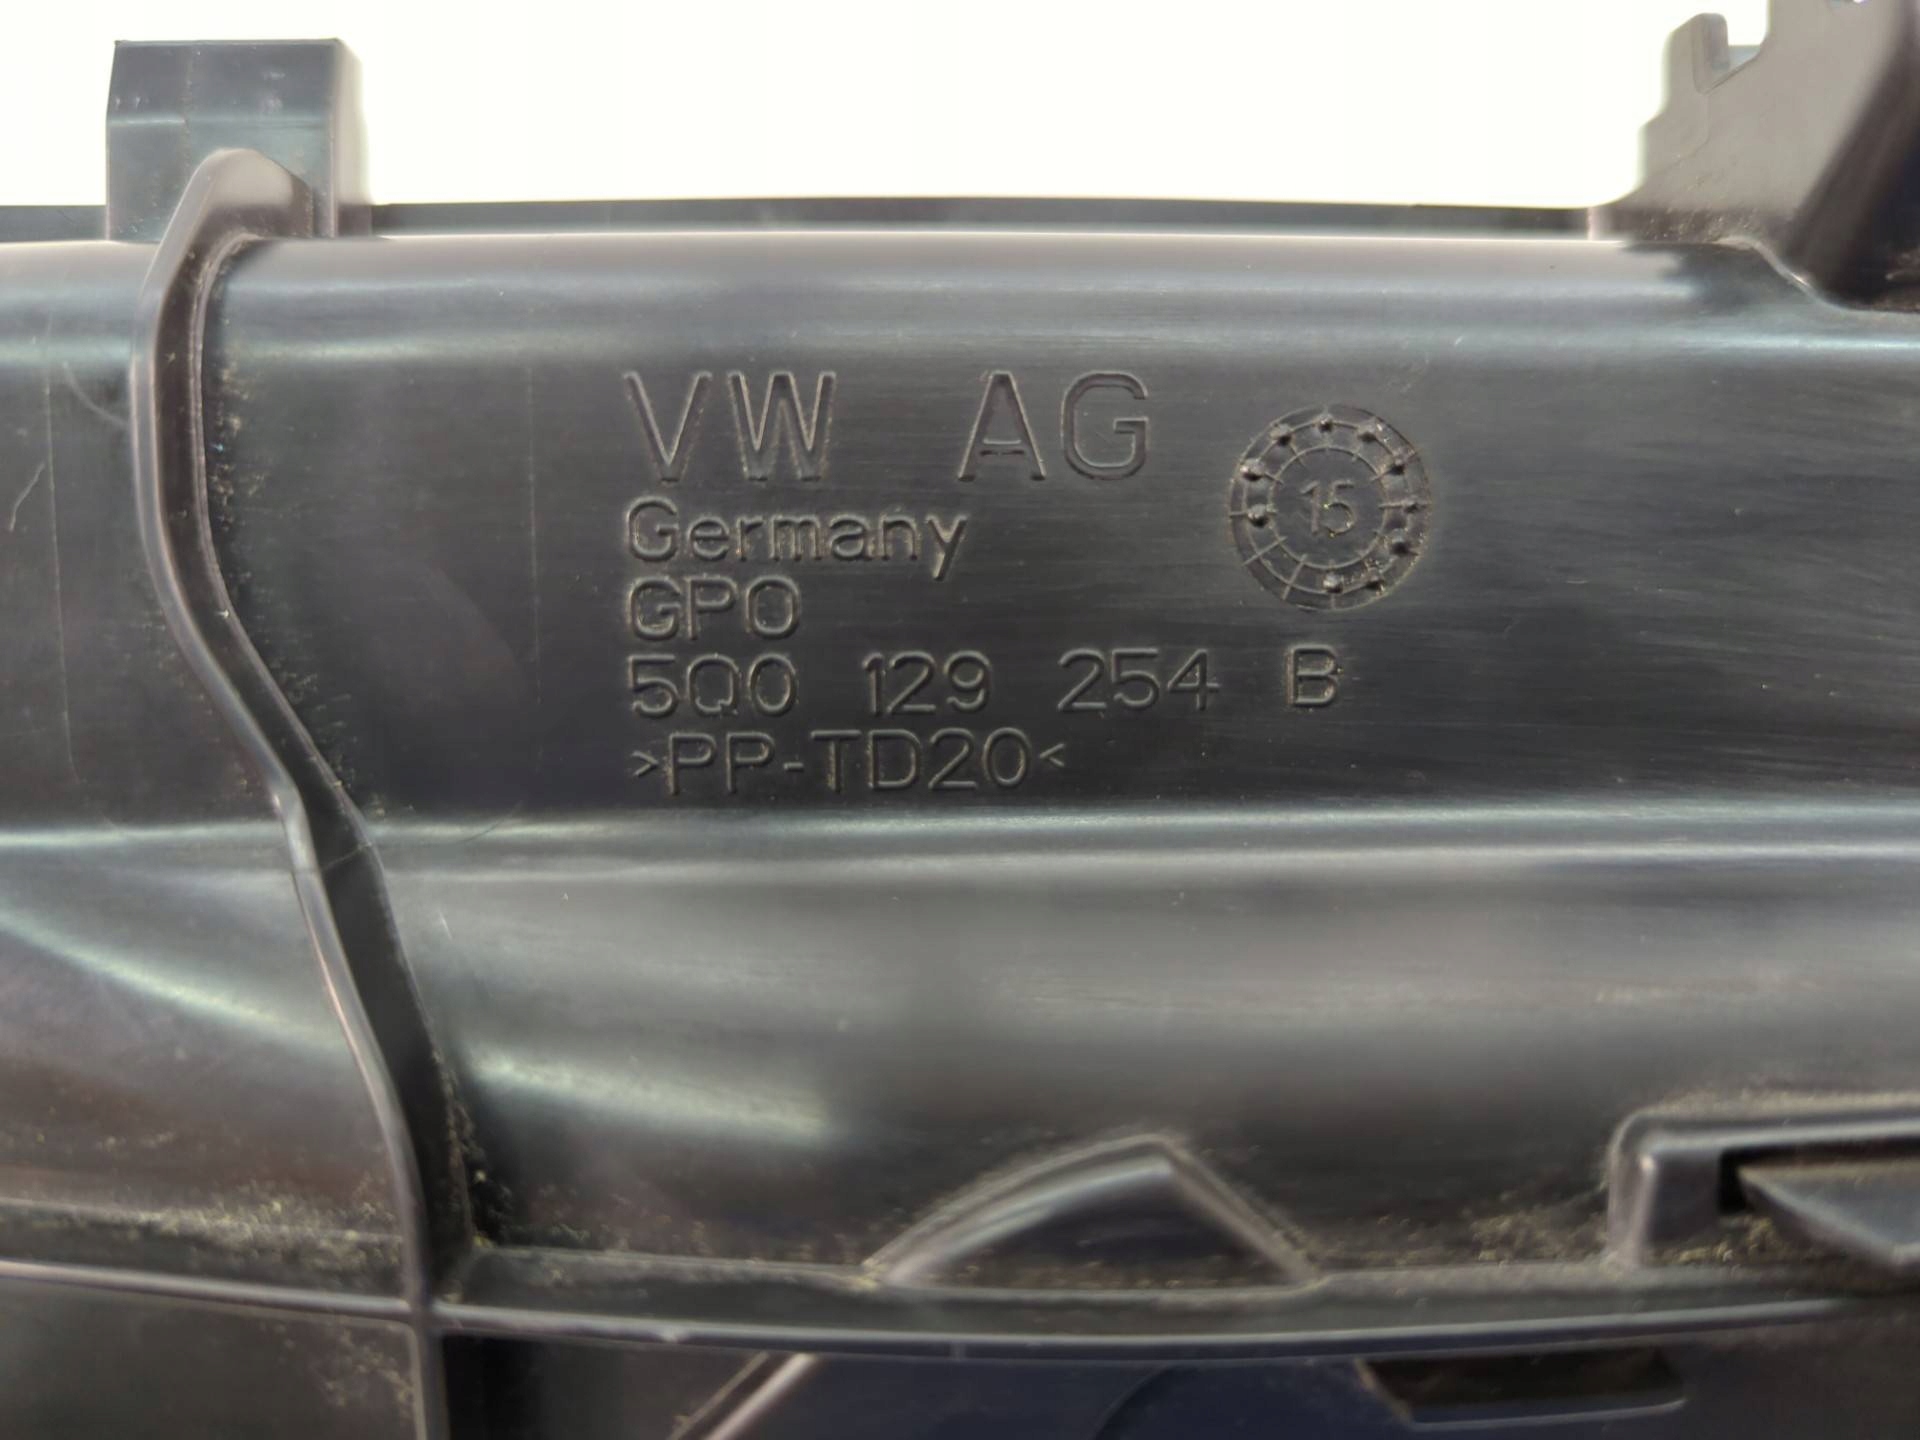 VW AG
15
Germany
GPO
5Q0 129 254 B
>PP-TD20<